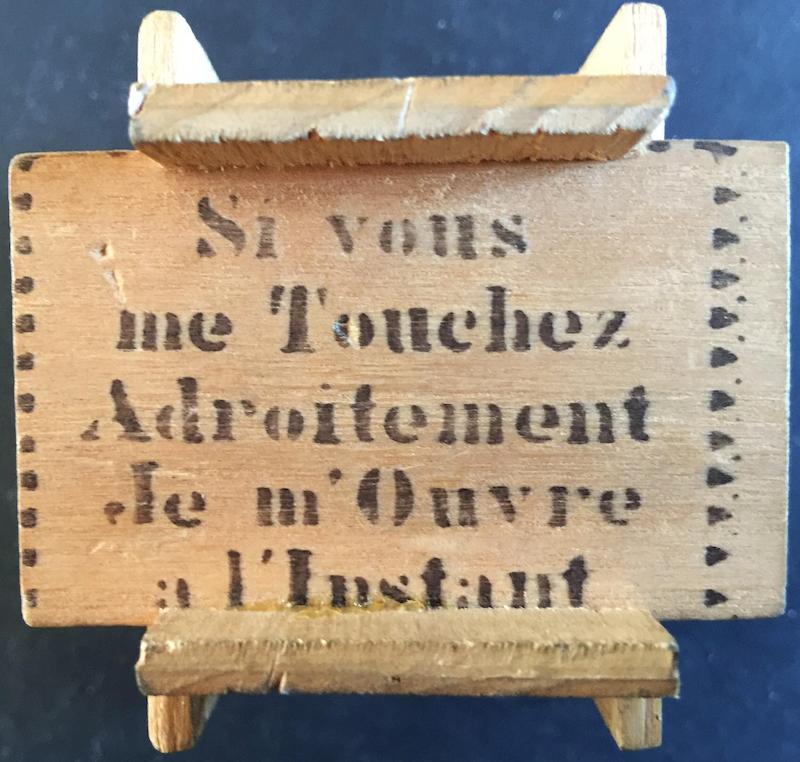 Si vous
me Touchez
Adroitement
Je m'Ouvre
a l'Instant